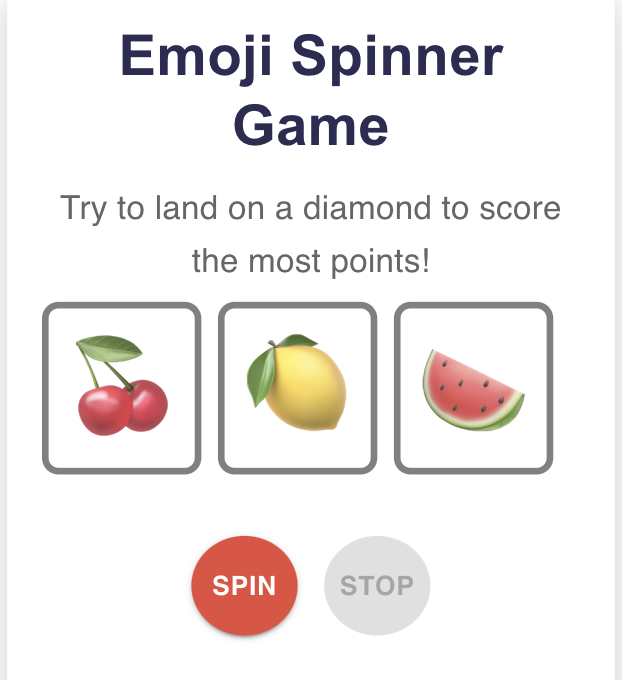 Emoji Spinner
Game
Try to land on a diamond to score
the most points!
SPIN
STOP